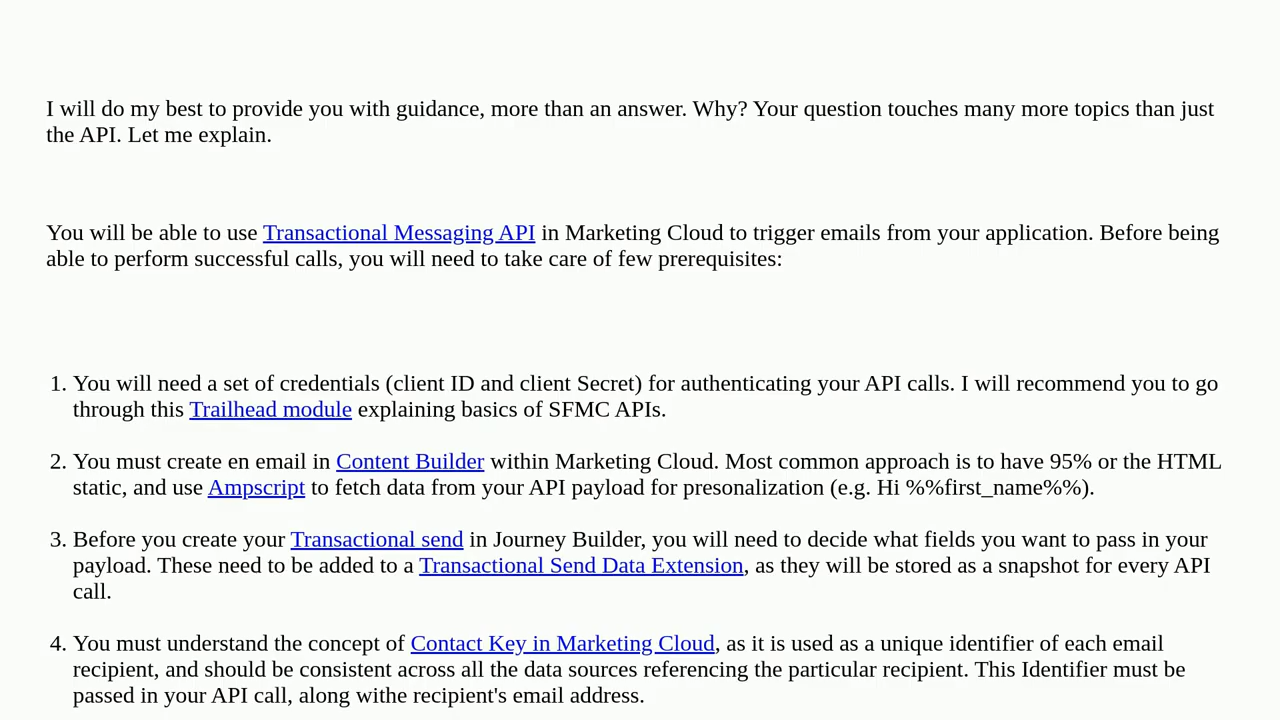 I will do my best to provide you with guidance, more than an answer. Why? Your question touches many more topics than just
the API. Let me explain.
You will be able to use Transactional Messaging API in Marketing Cloud to trigger emails from your application. Before being
able to perform successful calls, you will need to take care of few prerequisites:
1. You will need a set of credentials (client ID and client Secret) for authenticating your API calls. I will recommend you to go
through this Trailhead module explaining basics of SFMC APIs.
2. You must create en email in Content Builder within Marketing Cloud. Most common approach is to have 95% or the HTML
static, and use Ampscript to fetch data from your API payload for presonalization (e.g. Hi %%first_name%%).
3. Before you create your Transactional send in Journey Builder, you will need to decide what fields you want to pass in your
payload. These need to be added to a Transactional Send Data Extension, as they will be stored as a snapshot for every API
call.
4. You must understand the concept of Contact Key in Marketing Cloud, as it is used as a unique identifier of each email
recipient, and should be consistent across all the data sources referencing the particular recipient. This Identifier must be
passed in your API call, along withe recipient's email address.